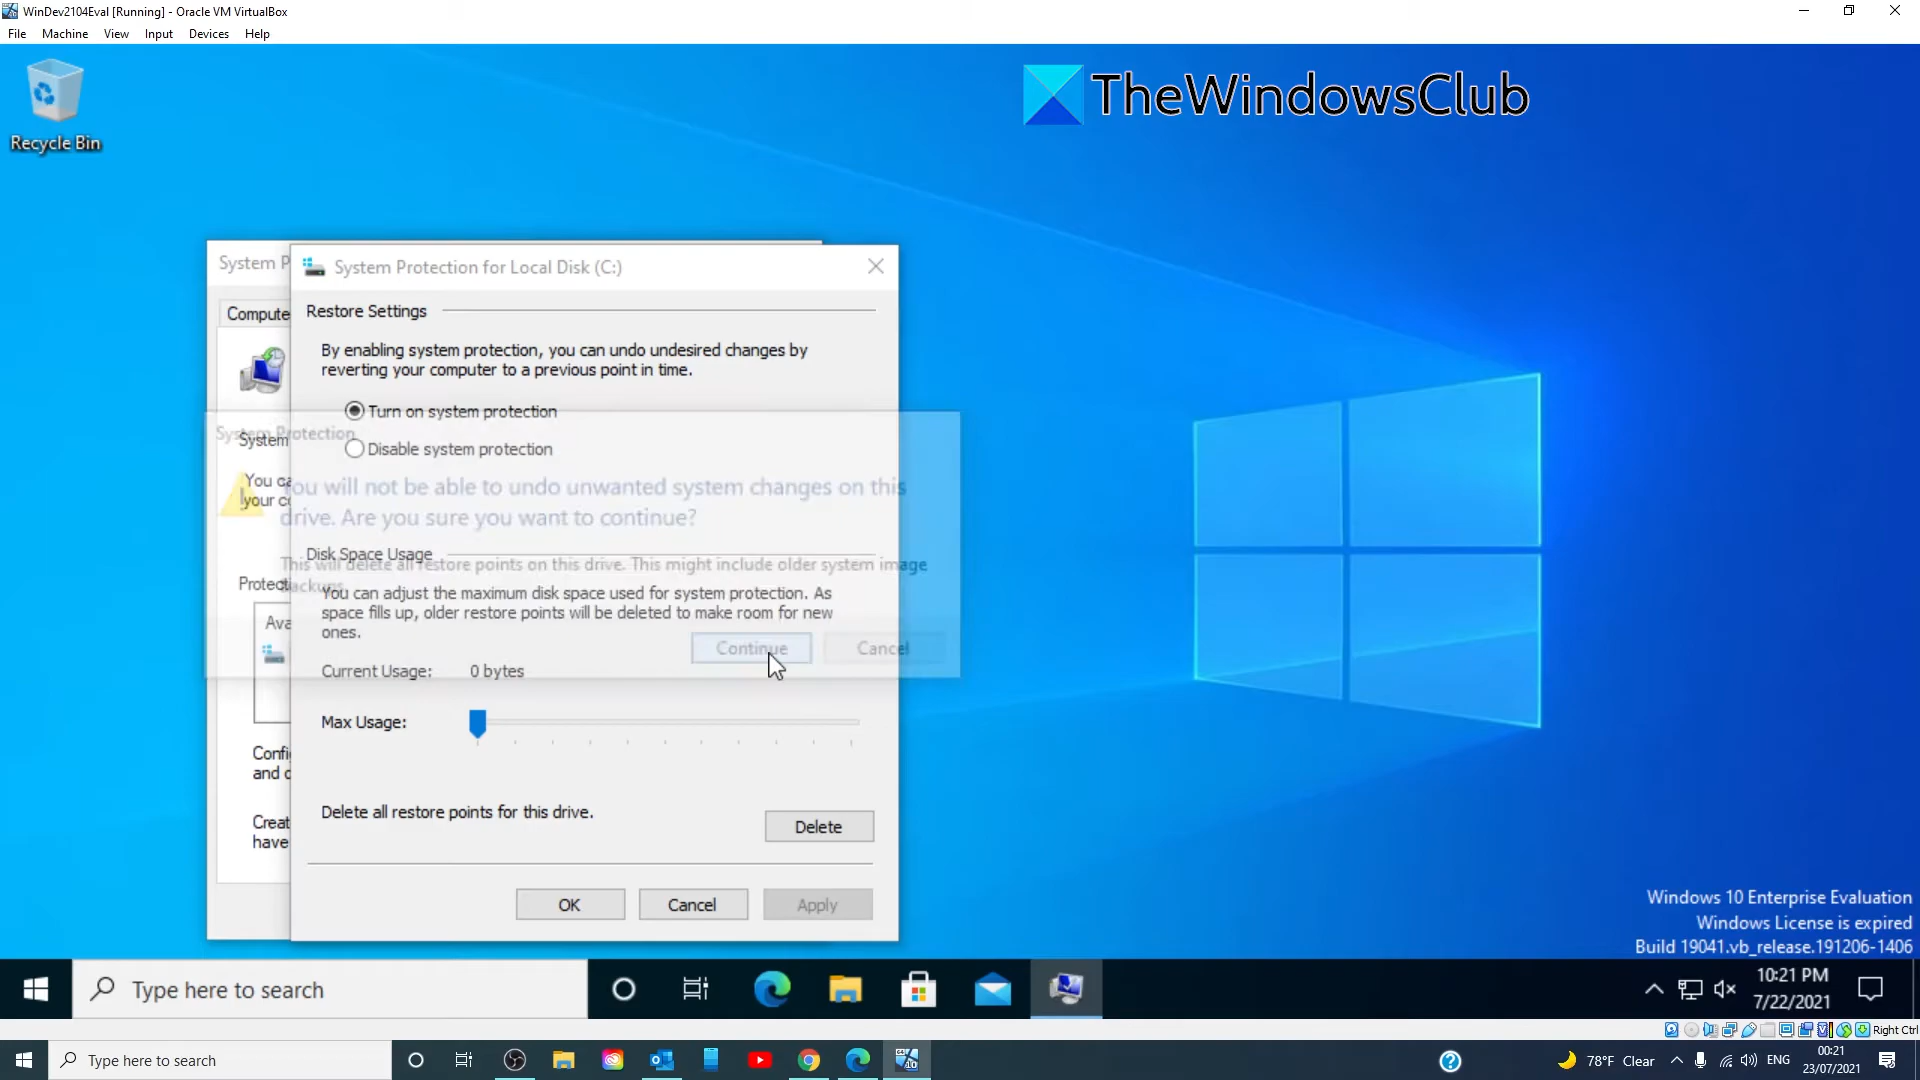 WinDev2104Eval [Running] - Oracle VM VirtualBox
File Machine View Input Devices Help
TheWindowsClub
Recycle Bin
System P
System Protection for Local Disk (C:)
Compute
Restore Settings
By enabling system protection, you can undo undesired changes by
reverting your computer to a previous point in time.
Turn on system protection
System Protection
System
Disable system protection
You ca
your co
You will not be able to undo unwanted system changes on this
drive. Are you sure you want to continue?
Disk Space Usage
This will delete all restore points on this drive. This might include older system image
backups.
Protecti
You can adjust the maximum disk space used for system protection. As
space fills up, older restore points will be deleted to make room for new
ones.
Ava
Continue Cancel
Current Usage: 0 bytes
Max Usage:
Config
and d
Creat
have
Delete all restore points for this drive.
Delete
OK Cancel Apply
Windows 10 Enterprise Evaluation
Windows License is expired
Build 19041.vb_release.191206-1406
Type here to search
10:21 PM
7/22/2021
Right Ctrl
Type here to search
78°F Clear
ENG
00:21
23/07/2021